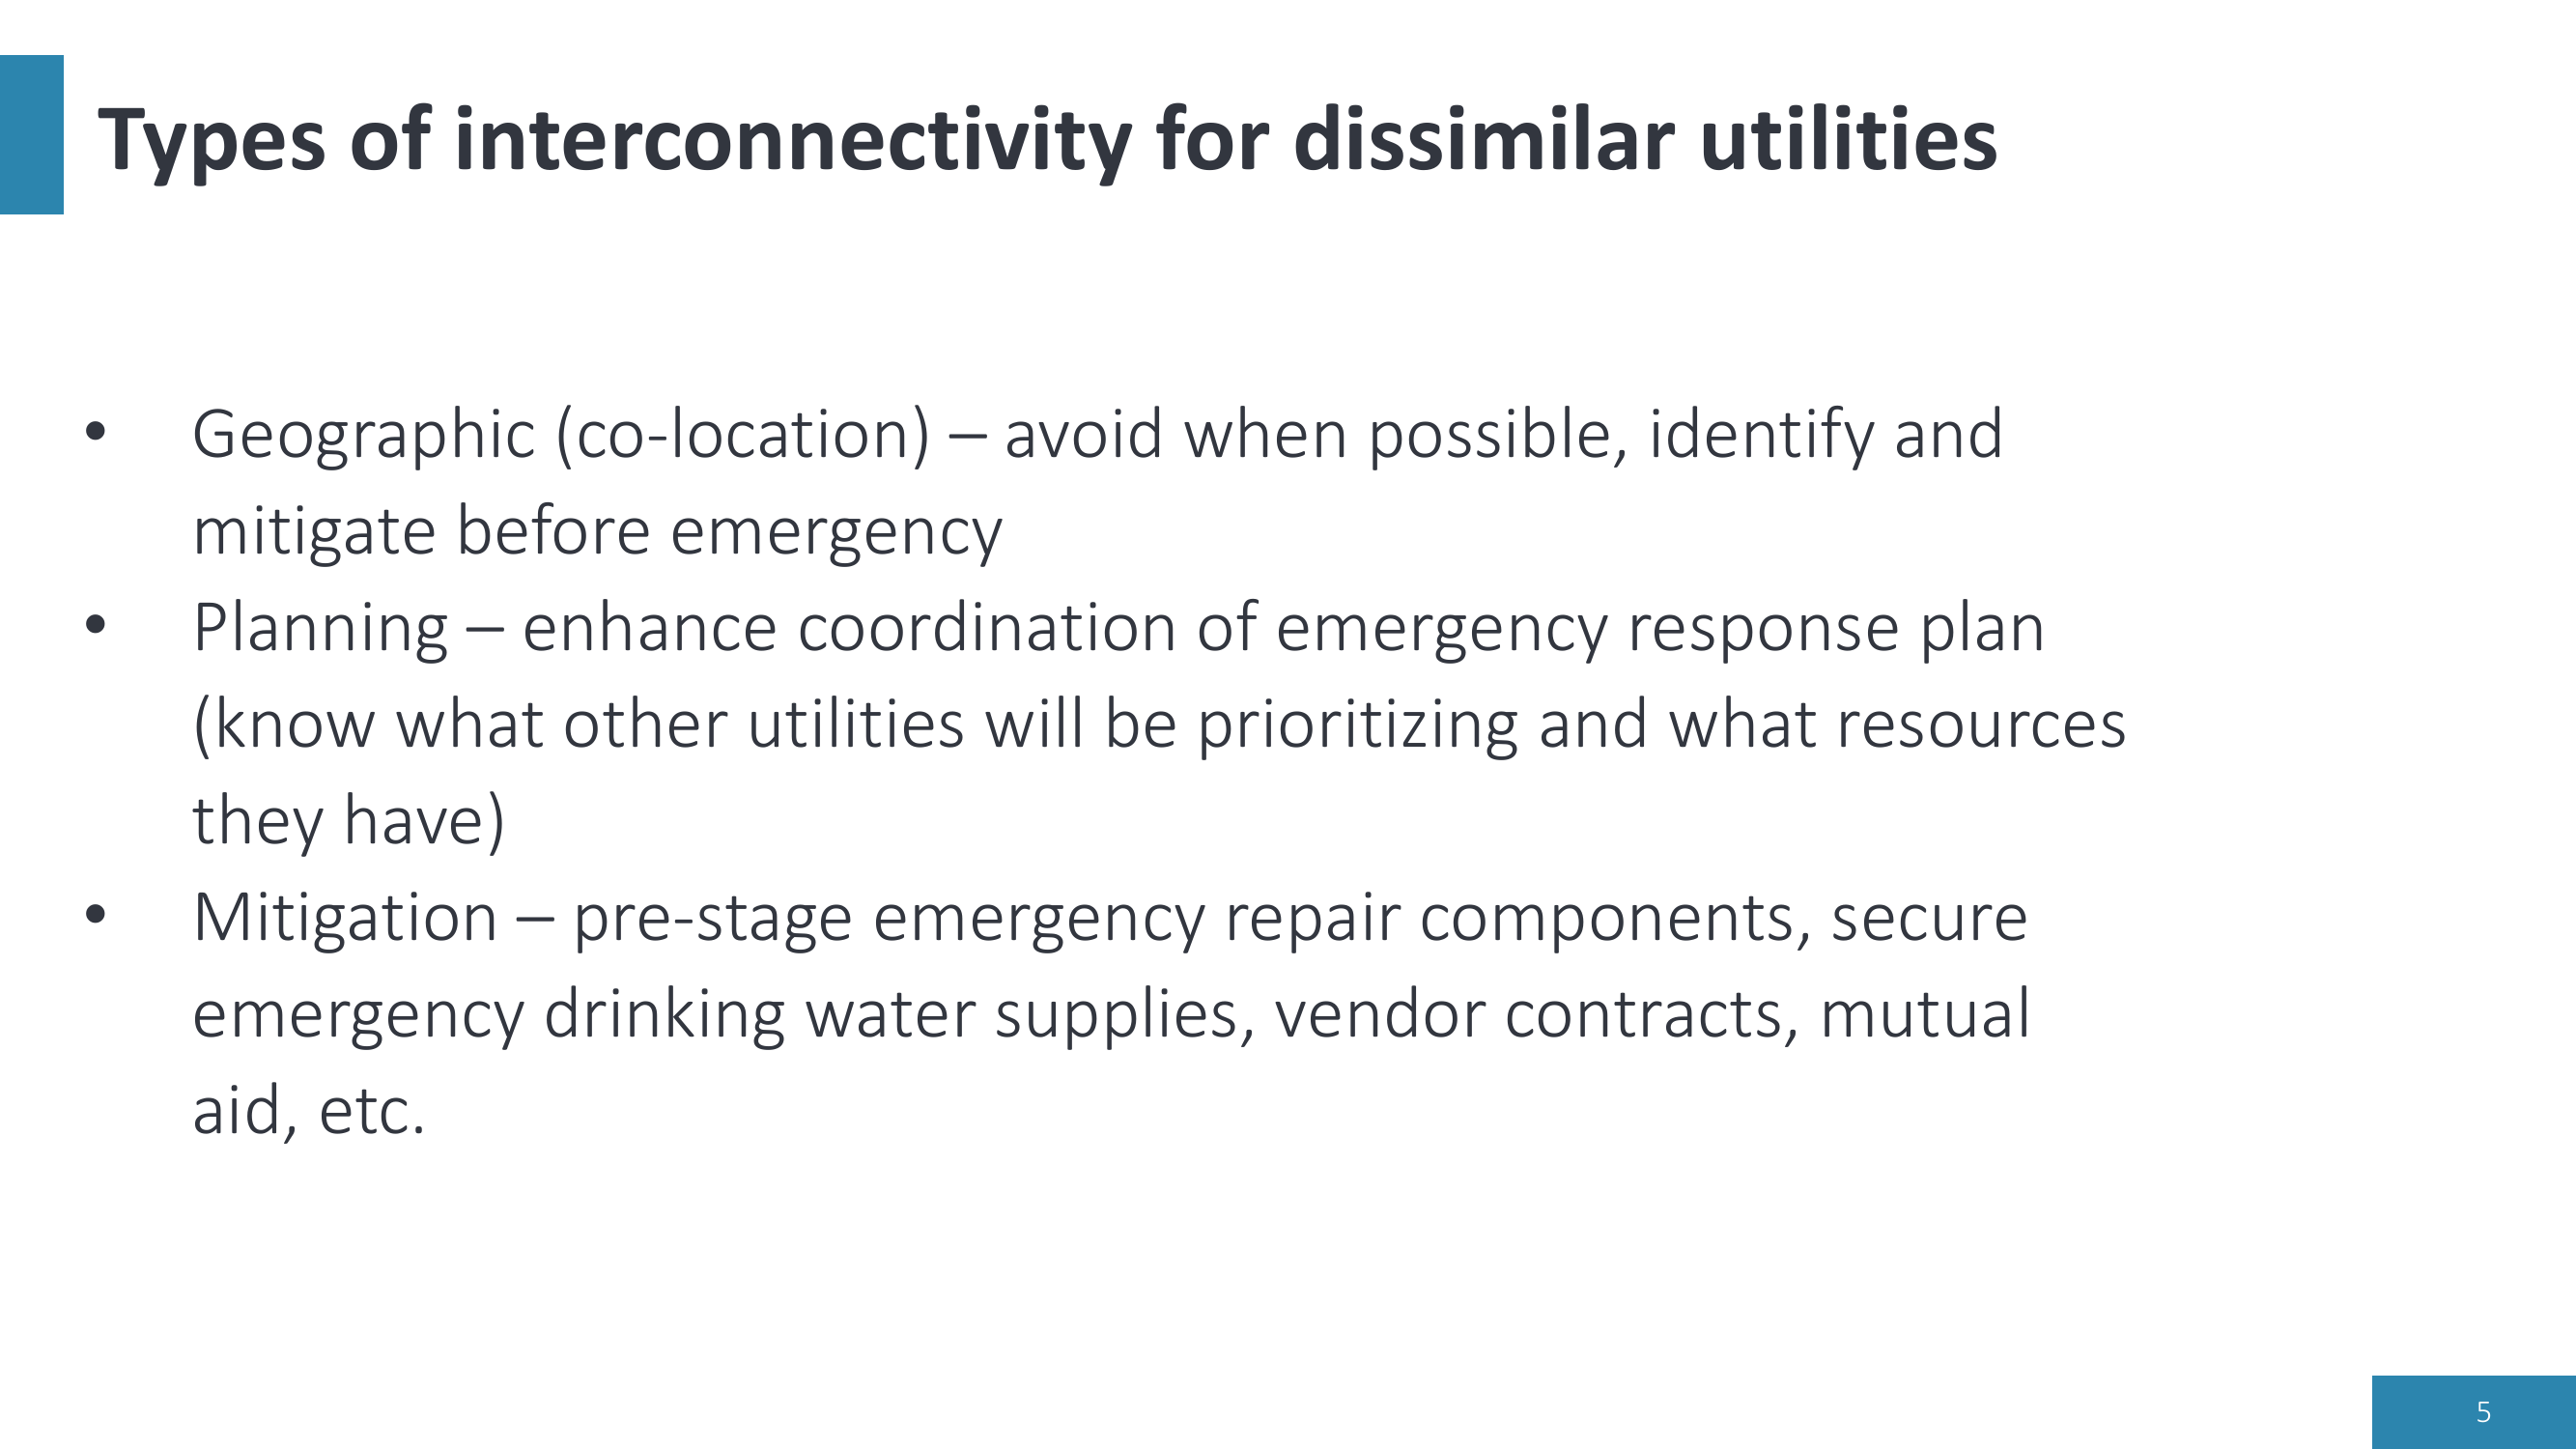 Types of interconnectivity for dissimilar utilities
• Geographic (co-location) – avoid when possible, identify and
mitigate before emergency
• Planning – enhance coordination of emergency response plan
(know what other utilities will be prioritizing and what resources
they have)
• Mitigation – pre-stage emergency repair components, secure
emergency drinking water supplies, vendor contracts, mutual
aid, etc.
5